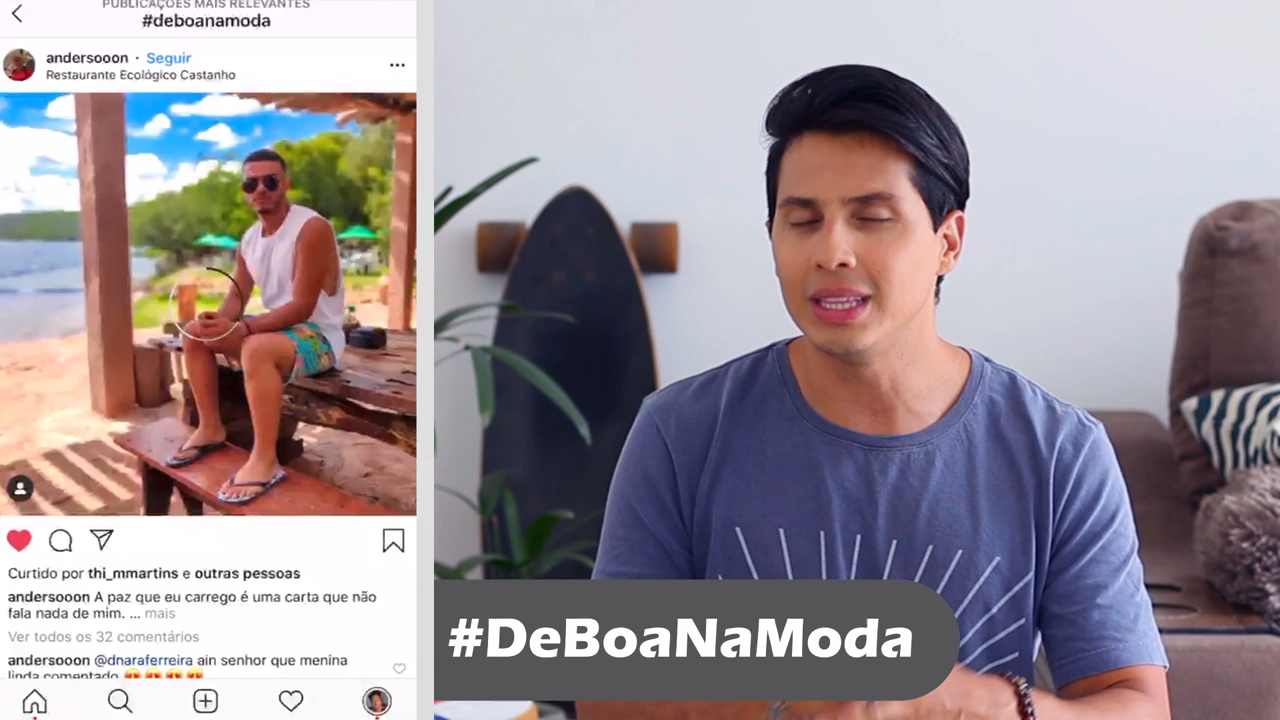 PUBLICAÇÕES MAIS RELEVANTES
#deboanamoda
andersooon · Seguir
Restaurante Ecológico Castanho
Curtido por thi_mmartins e outras pessoas
andersooon A paz que eu carrego é uma carta que não
fala nada de mim. ... mais
Ver todos os 32 comentários
andersooon @dnaraferreira ain senhor que menina
linda comentado
#DeBoaNaModa